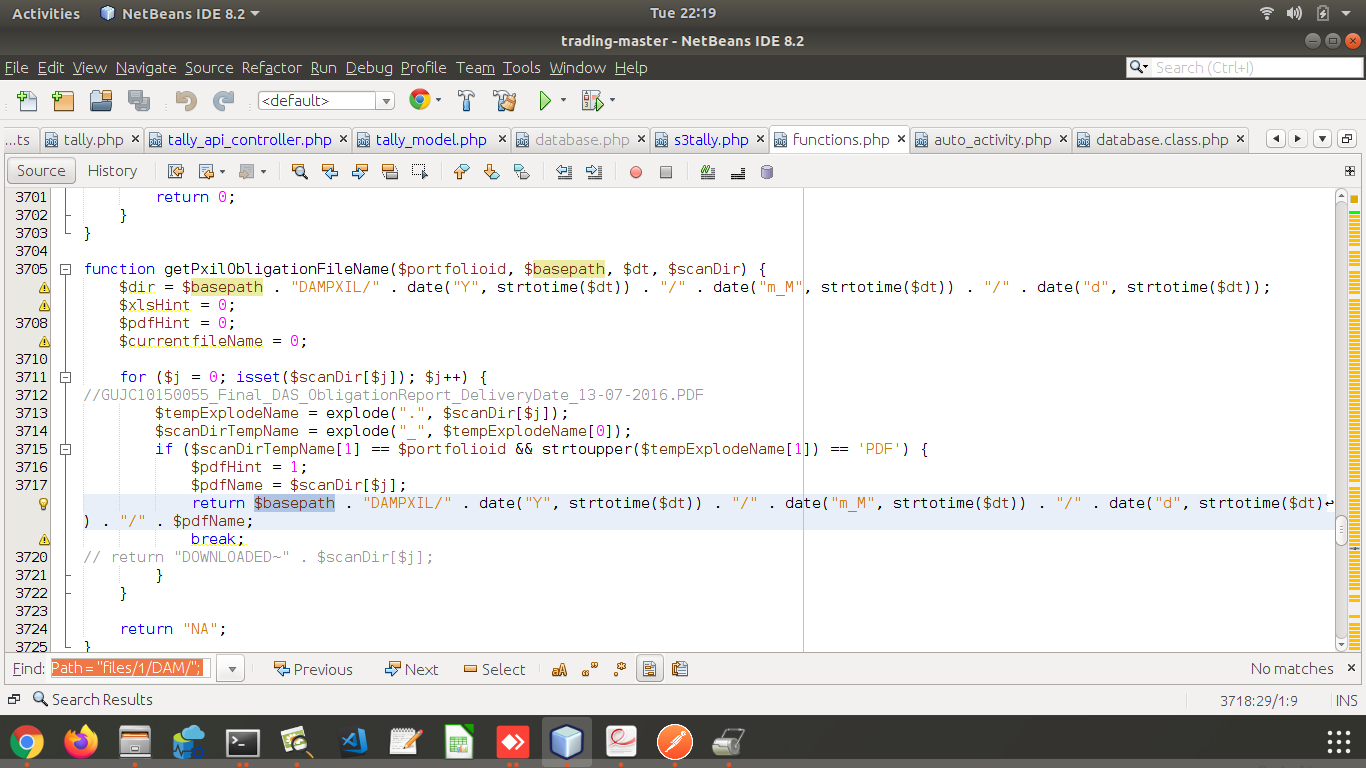 Activities NetBeans IDE 8.2 Tue 22:19
trading-master - NetBeans IDE 8.2
File Edit View Navigate Source Refactor Run Debug Profile Team Tools Window Help Search (Ctrl+I)
<default>
...ts tally.php tally_api_controller.php tally_model.php database.php s3tally.php functions.php auto_activity.php database.class.php
Source History
3701 return 0;
3702 }
3703 }
3704
3705 function getPxilObligationFileName($portfolioid, $basepath, $dt, $scanDir) {
$dir = $basepath . "DAMPXIL/" . date("Y", strtotime($dt)) . "/" . date("m_M", strtotime($dt)) . "/" . date("d", strtotime($dt));
$xlsHint = 0;
3708 $pdfHint = 0;
$currentfileName = 0;
3710
3711 for ($j = 0; isset($scanDir[$j]); $j++) {
3712 //GUJC10150055_Final_DAS_ObligationReport_DeliveryDate_13-07-2016.PDF
3713 $tempExplodeName = explode(".", $scanDir[$j]);
3714 $scanDirTempName = explode("_", $tempExplodeName[0]);
3715 if ($scanDirTempName[1] == $portfolioid && strtoupper($tempExplodeName[1]) == 'PDF') {
3716 $pdfHint = 1;
3717 $pdfName = $scanDir[$j];
return $basepath . "DAMPXIL/" . date("Y", strtotime($dt)) . "/" . date("m_M", strtotime($dt)) . "/" . date("d", strtotime($dt)↩
) . "/" . $pdfName;
break;
3720 // return "DOWNLOADED~" . $scanDir[$j];
3721 }
3722 }
3723
3724 return "NA";
3725 }
Find: Path = "files/1/DAM/"; Previous Next Select aA No matches
Search Results 3718:29/1:9 INS